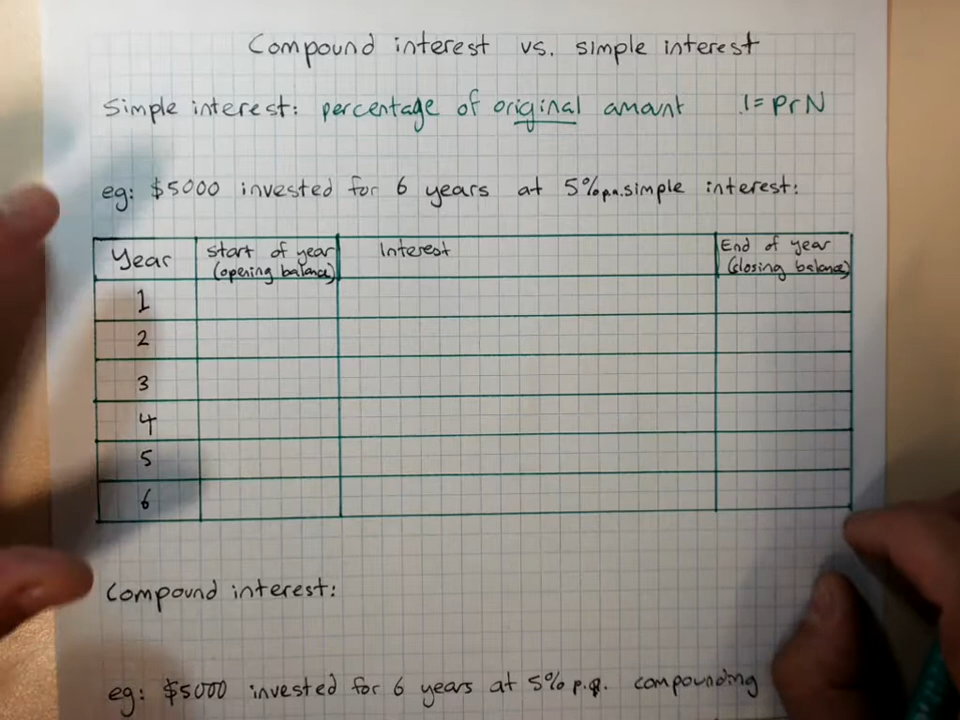 Compound interest vs. simple interest
Simple interest: percentage of original amount I = PrN
eg: $5000 invested for 6 years at 5% p.a. simple interest:
Year
Start of year
(opening balance)
Interest
End of year
(closing balance)
1
2
3
4
5
6
Compound interest:
eg: $5000 invested for 6 years at 5% p.a. compounding